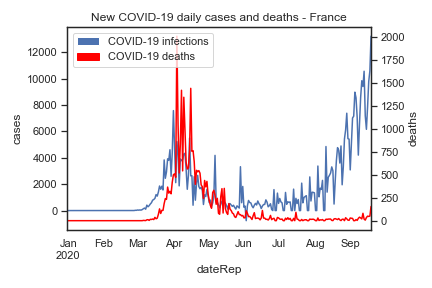 New COVID-19 daily cases and deaths - France
COVID-19 infections
COVID-19 deaths
cases
12000
10000
8000
6000
4000
2000
0
deaths
2000
1750
1500
1250
1000
750
500
250
0
Jan Feb Mar Apr May Jun Jul Aug Sep
2020
dateRep